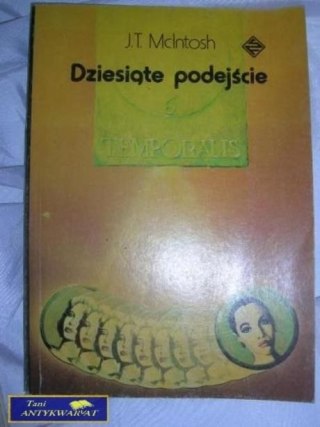 J.T. McIntosh
Dziesiąte podejście
TEMPORALIS
Tani
ANTYKWARYAT